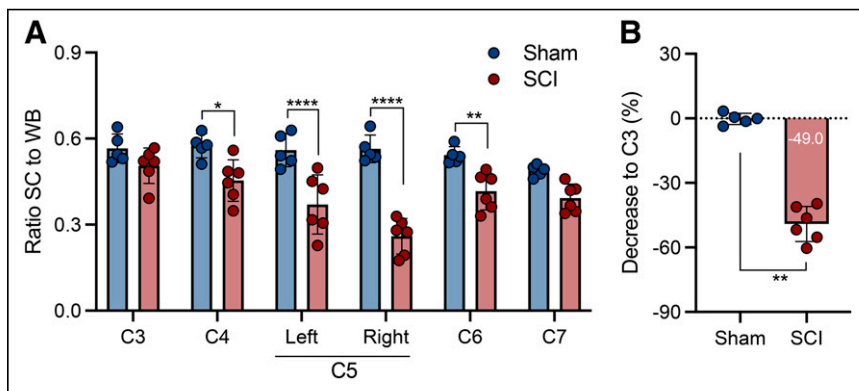 A
Ratio SC to WB
0.9
0.6
0.3
0.0
Sham
SCI
*
****
****
**
C3
C4
Left
Right
C6
C7
C5
B
Decrease to C3 (%)
30
0
-30
-60
-90
-49.0
**
Sham
SCI